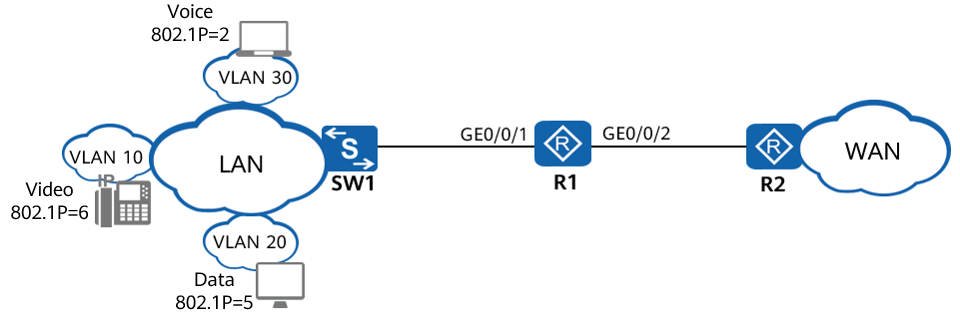 Voice
802.1P=2
VLAN 30
VLAN 10
IP
Video
802.1P=6
LAN
S
SW1
GE0/0/1
R
R1
GE0/0/2
R
R2
WAN
VLAN 20
Data
802.1P=5